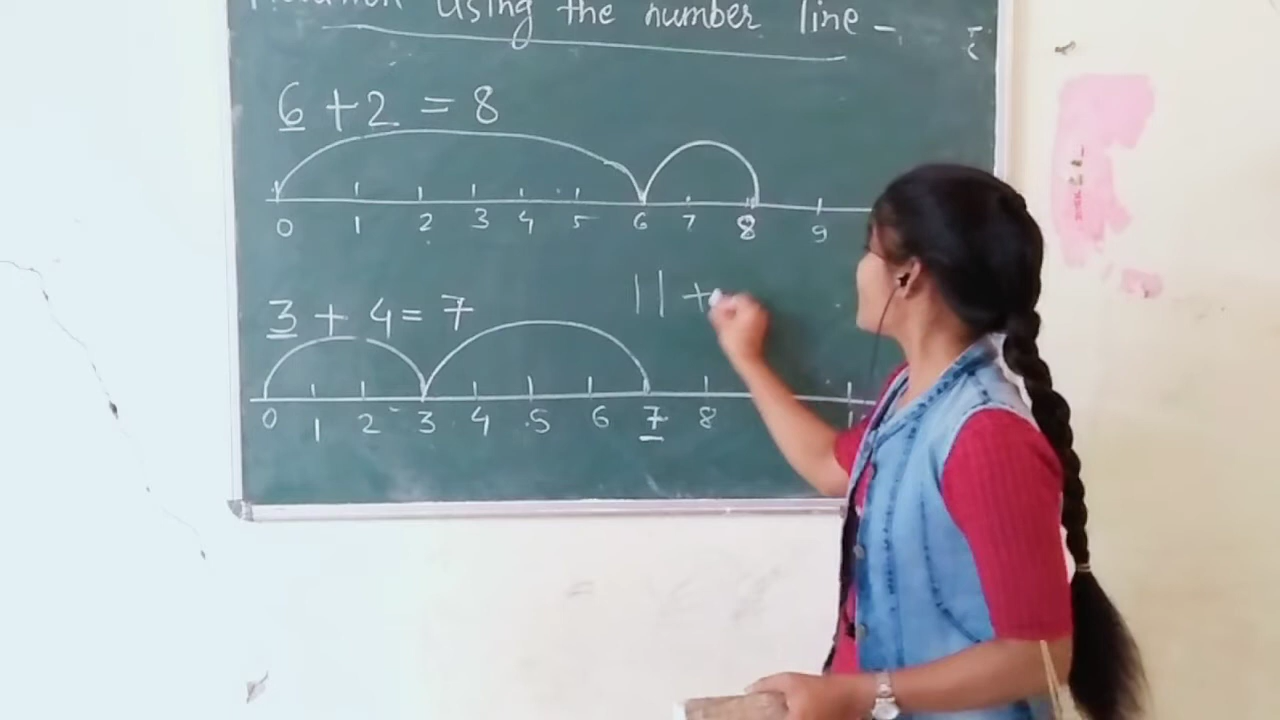 using the number line -
6 + 2 = 8
0 1 2 3 4 5 6 7 8 9
11 +
3 + 4 = 7
0 1 2 3 4 5 6 7 8